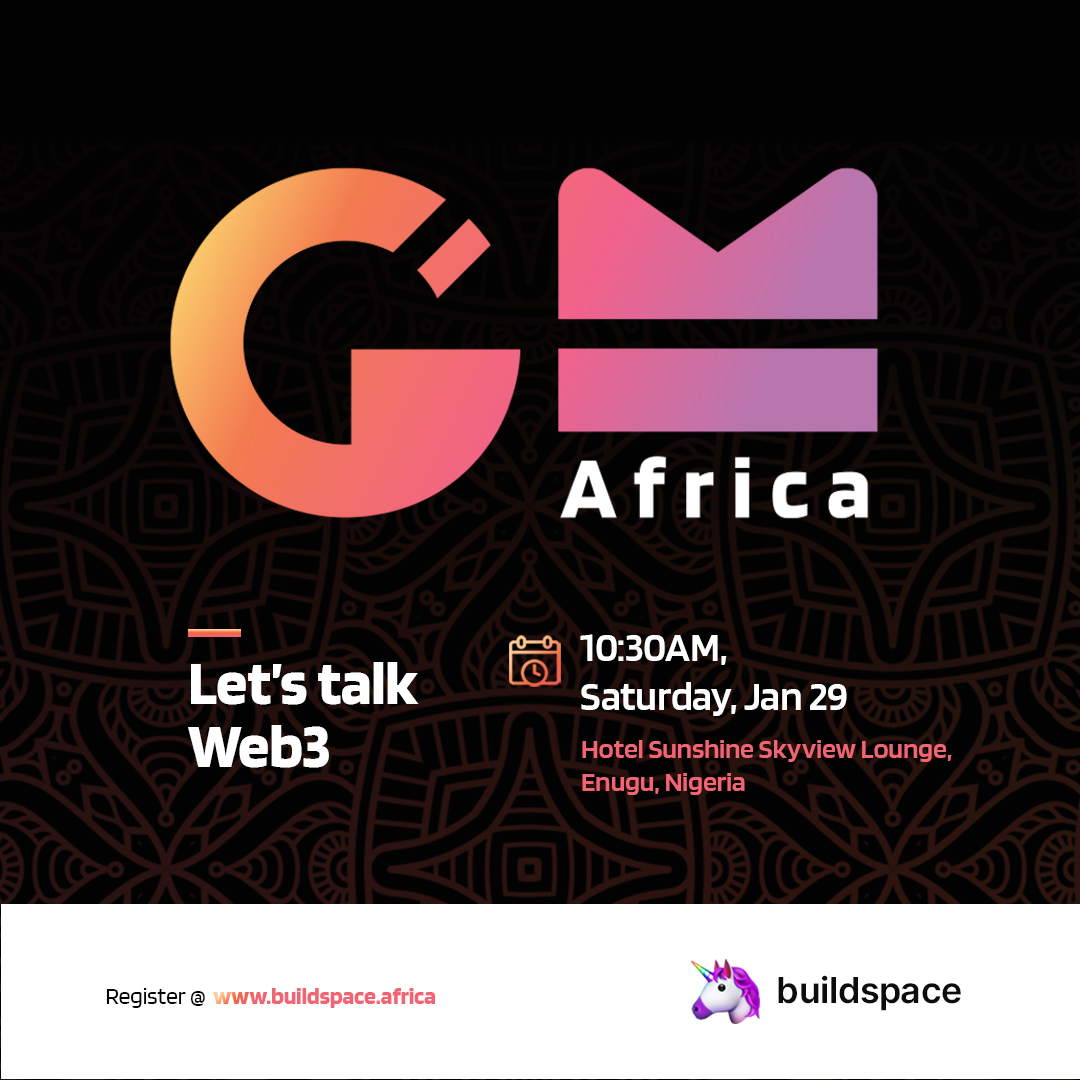 GM
Africa
Let's talk
Web3
10:30AM,
Saturday, Jan 29
Hotel Sunshine Skyview Lounge,
Enugu, Nigeria
Register @ www.buildspace.africa
buildspace